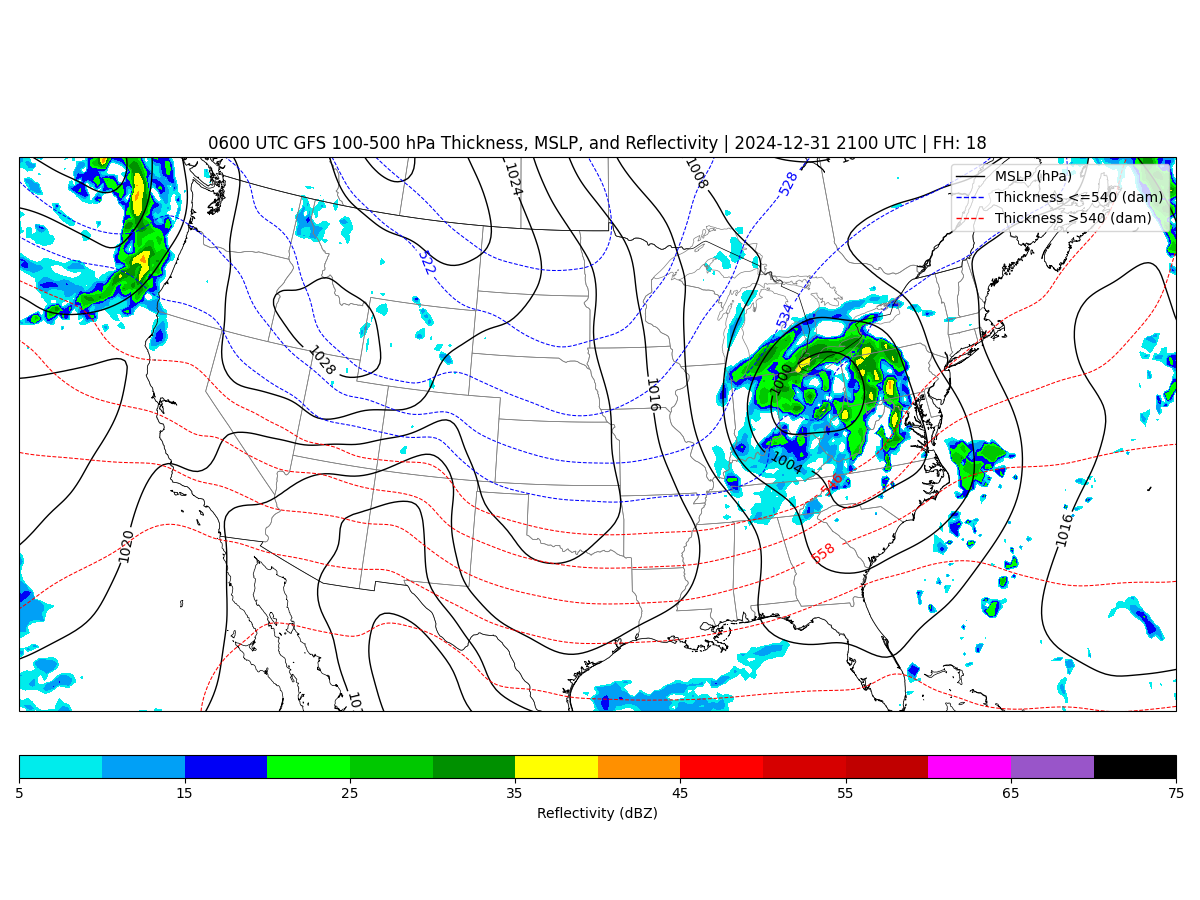 0600 UTC GFS 100-500 hPa Thickness, MSLP, and Reflectivity | 2024-12-31 2100 UTC | FH: 18
MSLP (hPa)
Thickness <=540 (dam)
Thickness >540 (dam)
1024
1008
528
522
534
1028
1000
1016
1004
546
558
1020
1016
5 15 25 35 45 55 65 75
Reflectivity (dBZ)